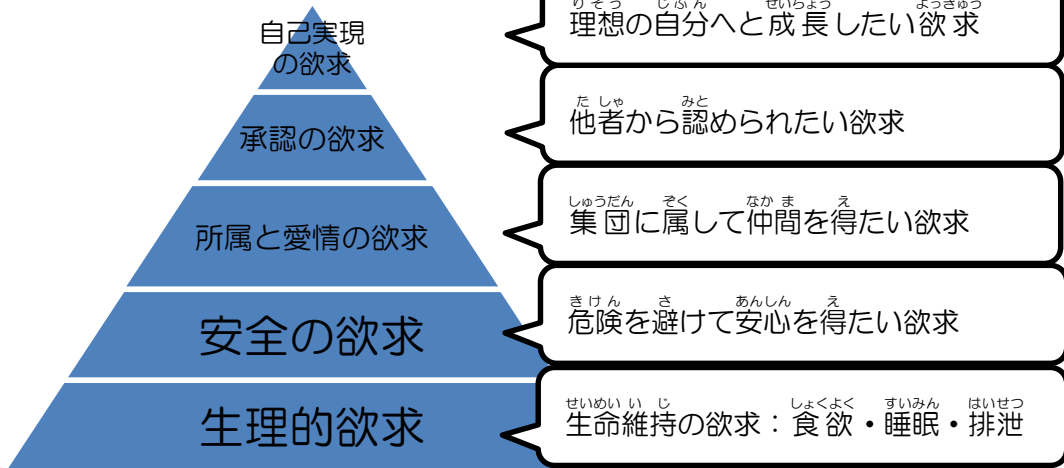 自己実現
の欲求
りそう じぶん せいちょう よっきゅう
理想の自分へと成長したい欲求
承認の欲求
たしゃ みと
他者から認められたい欲求
所属と愛情の欲求
しゅうだん ぞく なかま え
集団に属して仲間を得たい欲求
安全の欲求
きけん さ あんしん え
危険を避けて安心を得たい欲求
生理的欲求
せいめいいじ しょくよく すいみん はいせつ
生命維持の欲求：食欲・睡眠・排泄